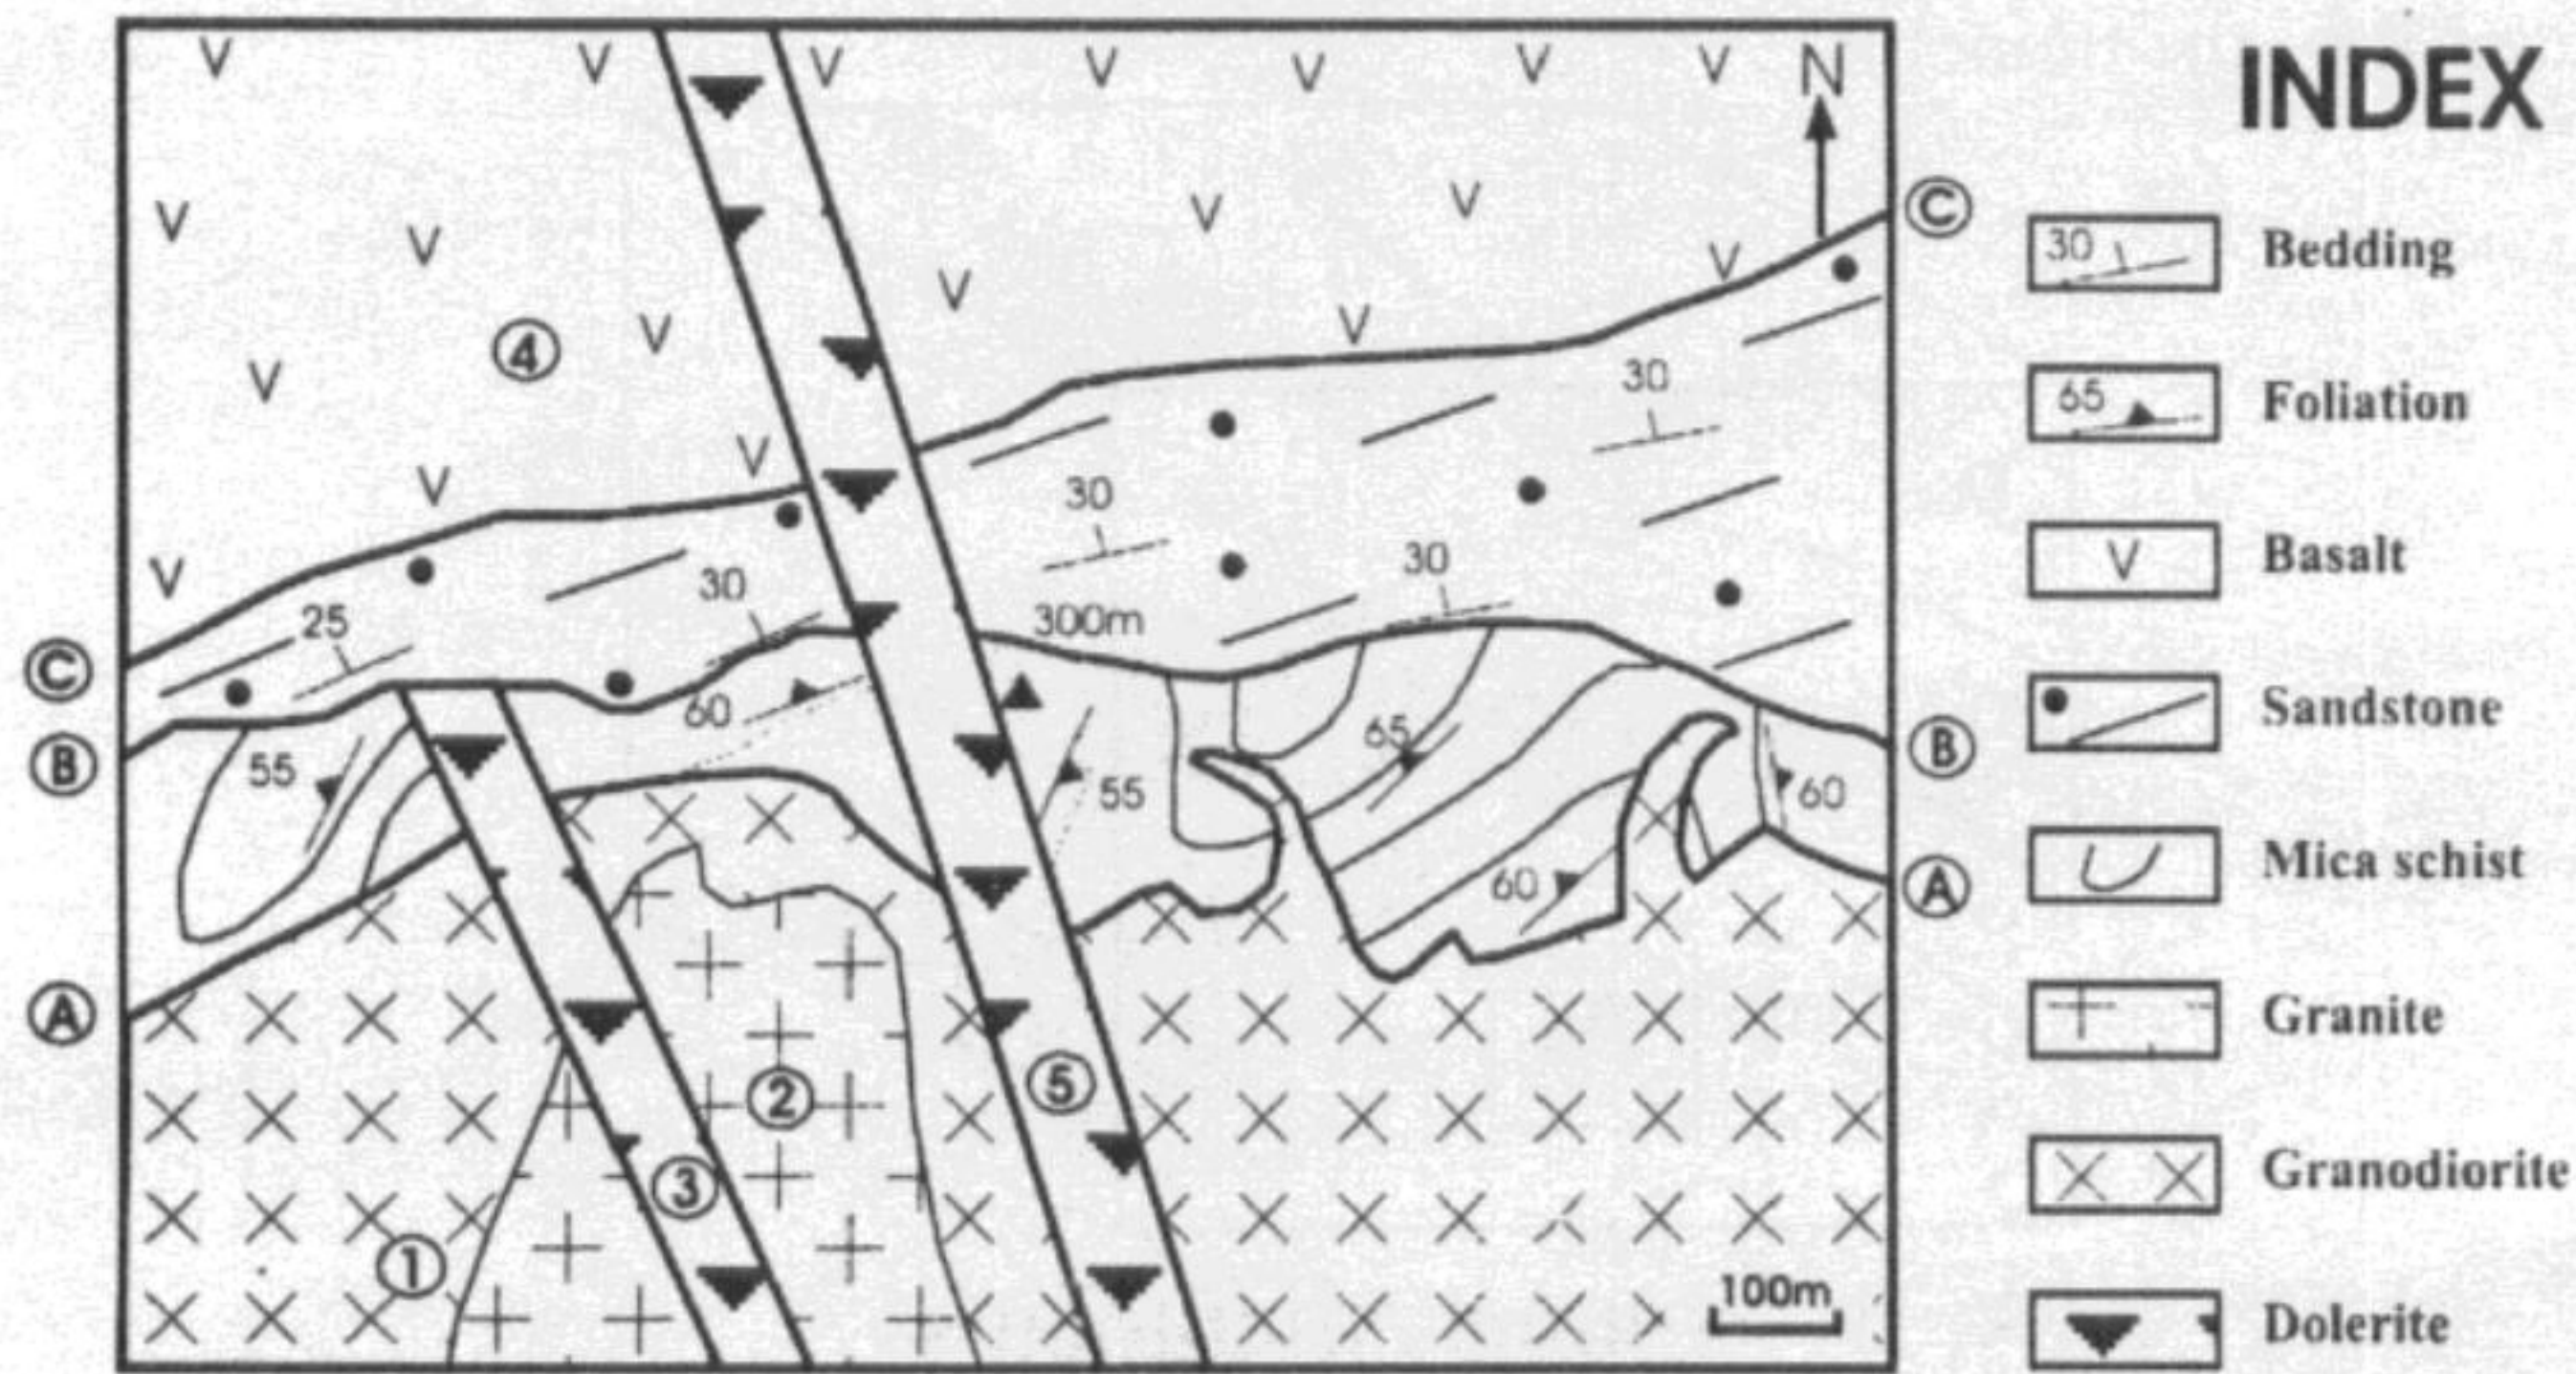 INDEX
N
C
30 Bedding
65 Foliation
4
30
Basalt
30
30
30
25
300m
Sandstone
C
60
65
B
B
55
55
60
Mica schist
60
A
A
Granite
2
5
3
Granodiorite
1
100m
Dolerite